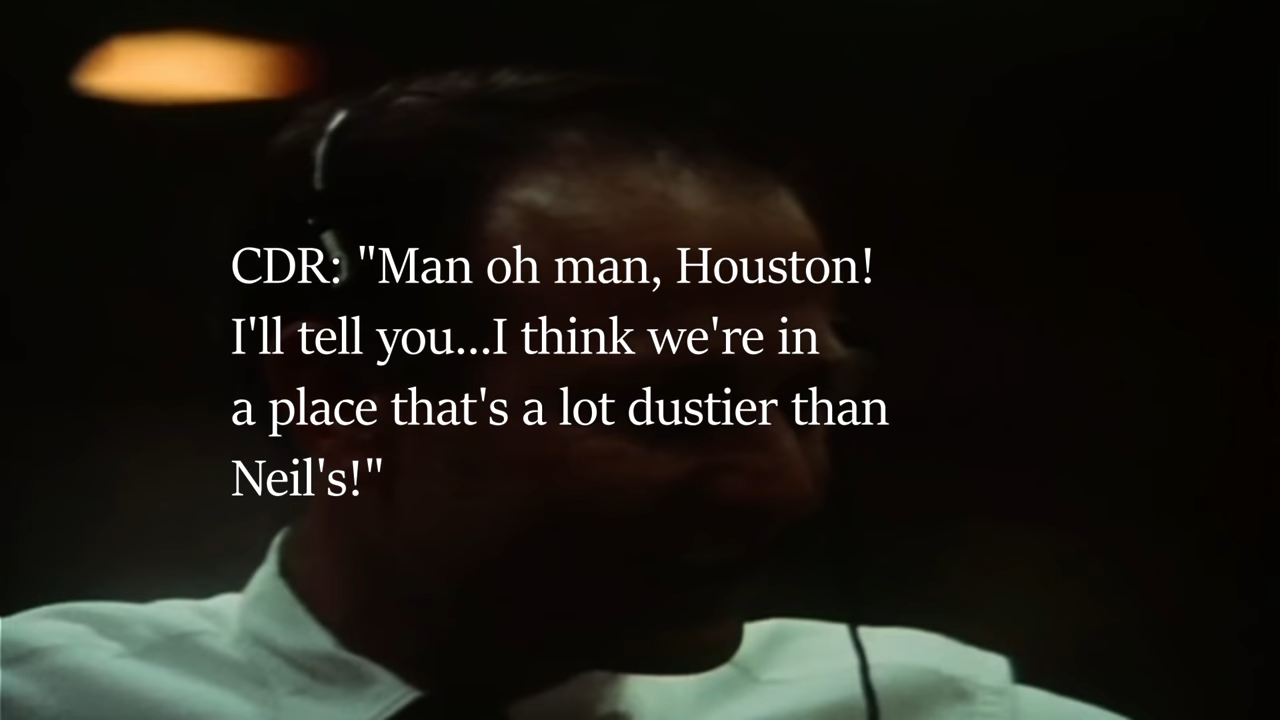 CDR: "Man oh man, Houston!
I'll tell you...I think we're in
a place that's a lot dustier than
Neil's!"